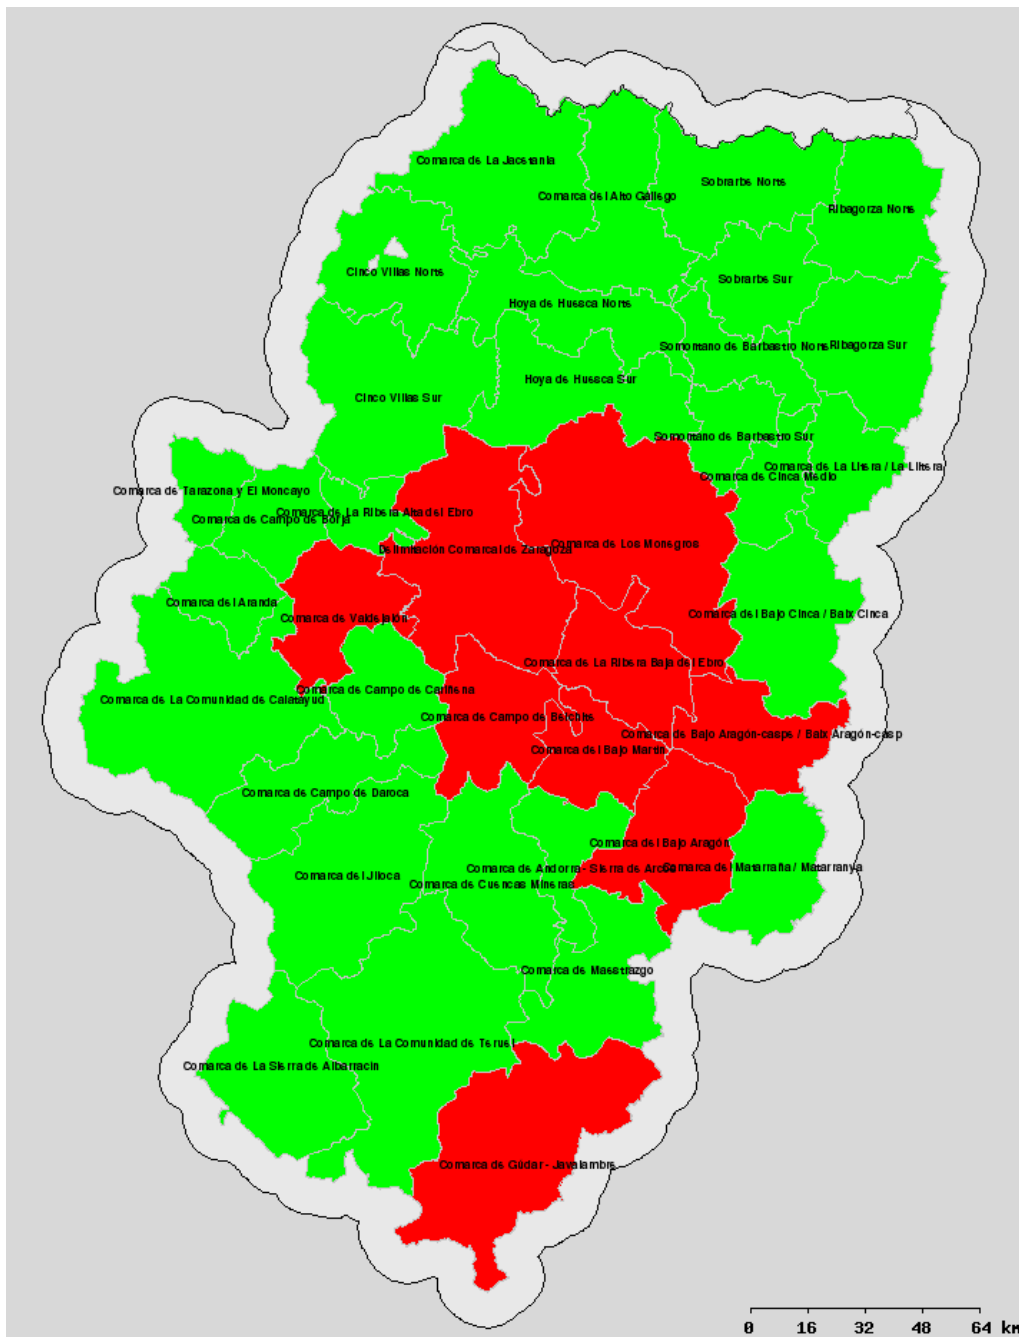 Comarca de La Jacetania
Sobrarbe Norte
Comarca del Alto Gállego
Ribagorza Norte
Cinco Villas Norte
Sobrarbe Sur
Hoya de Huesca Norte
Somontano de Barbastro Norte
Ribagorza Sur
Hoya de Huesca Sur
Cinco Villas Sur
Somontano de Barbastro Sur
Comarca de La Litera / La Llitera
Comarca de Cinca Medio
Comarca de Tarazona y El Moncayo
Comarca de La Ribera Alta del Ebro
Comarca de Campo de Borja
Comarca de Los Monegros
Delimitación Comarcal de Zaragoza
Comarca del Aranda
Comarca del Bajo Cinca / Baix Cinca
Comarca de Valdejalón
Comarca de La Ribera Baja del Ebro
Comarca de Campo de Cariñena
Comarca de La Comunidad de Calatayud
Comarca de Campo de Belchite
Comarca de Bajo Aragón-caspe / Baix Aragón-casp
Comarca del Bajo Martín
Comarca de Campo de Daroca
Comarca del Bajo Aragón
Comarca de Andorra - Sierra de Arcos
Comarca del Matarraña / Matarranya
Comarca del Jiloca
Comarca de Cuencas Mineras
Comarca de Maestrazgo
Comarca de La Comunidad de Teruel
Comarca de La Sierra de Albarracín
Comarca de Gúdar - Javalambre
0 16 32 48 64 km